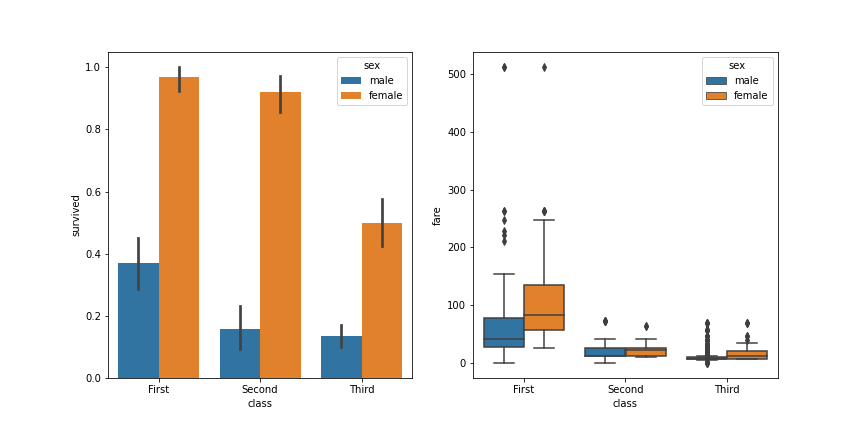 1.0
0.8
0.6
0.4
0.2
0.0
survived
First Second Third
class
sex
male
female
500
400
300
200
100
0
fare
First Second Third
class
sex
male
female